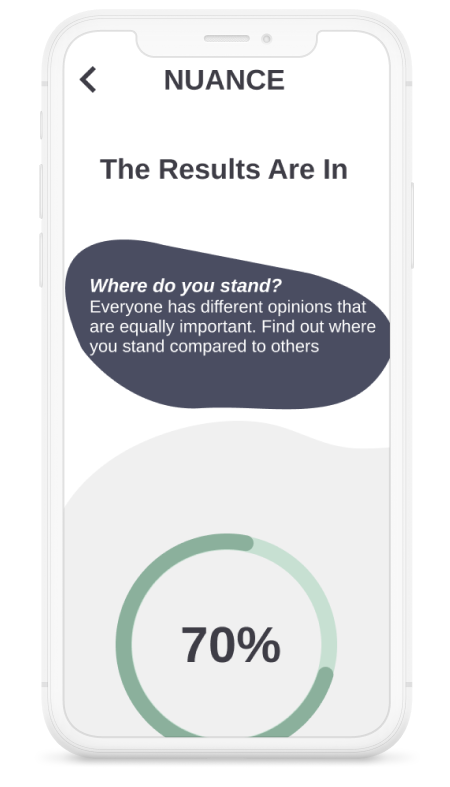 NUANCE
The Results Are In
Where do you stand?
Everyone has different opinions that
are equally important. Find out where
you stand compared to others
70%